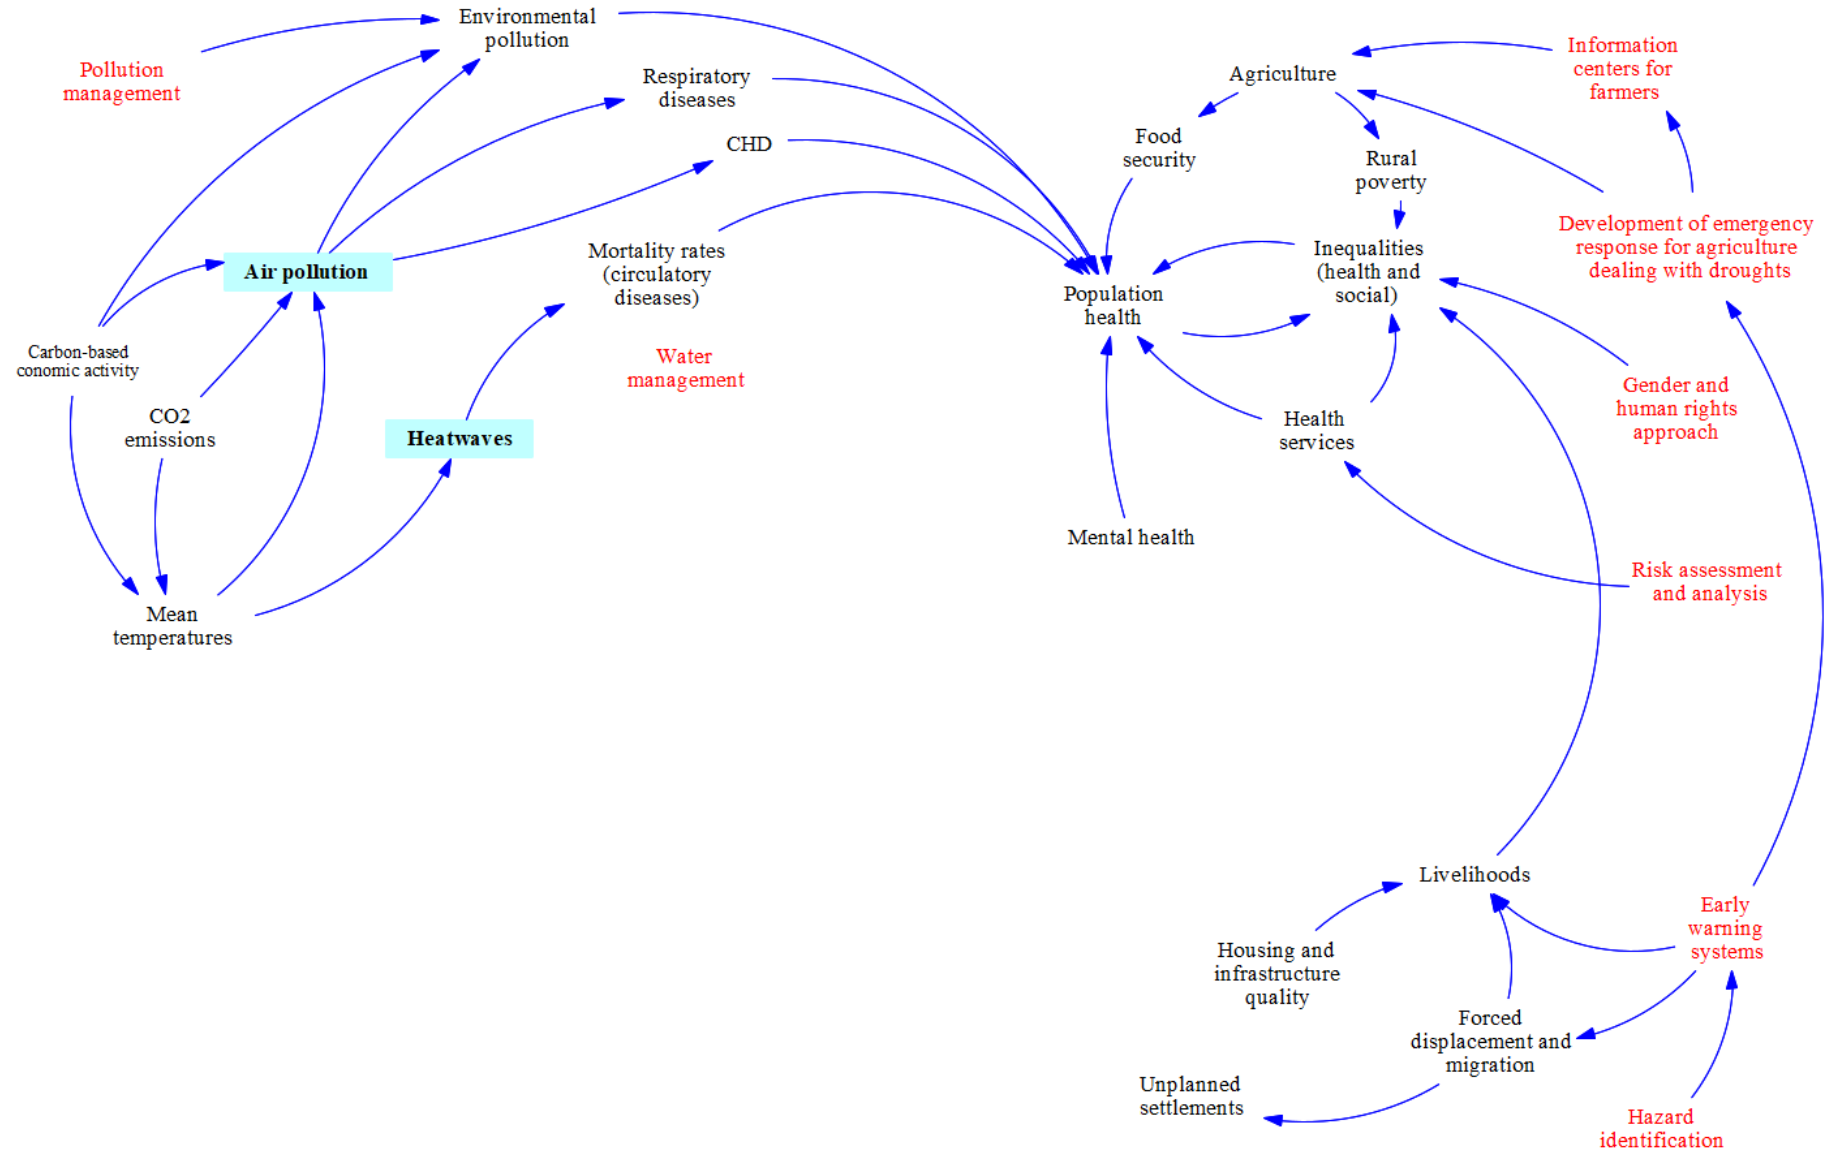 Environmental
pollution
Pollution
management
Respiratory
diseases
CHD
Mortality rates
(circulatory
diseases)
Air pollution
Carbon-based
conomic activity
CO2
emissions
Water
management
Heatwaves
Mean
temperatures
Information
centers for
farmers
Agriculture
Food
security
Rural
poverty
Development of emergency
response for agriculture
dealing with droughts
Inequalities
(health and
social)
Population
health
Gender and
human rights
approach
Health
services
Mental health
Risk assessment
and analysis
Livelihoods
Early
warning
systems
Housing and
infrastructure
quality
Forced
displacement and
migration
Unplanned
settlements
Hazard
identification